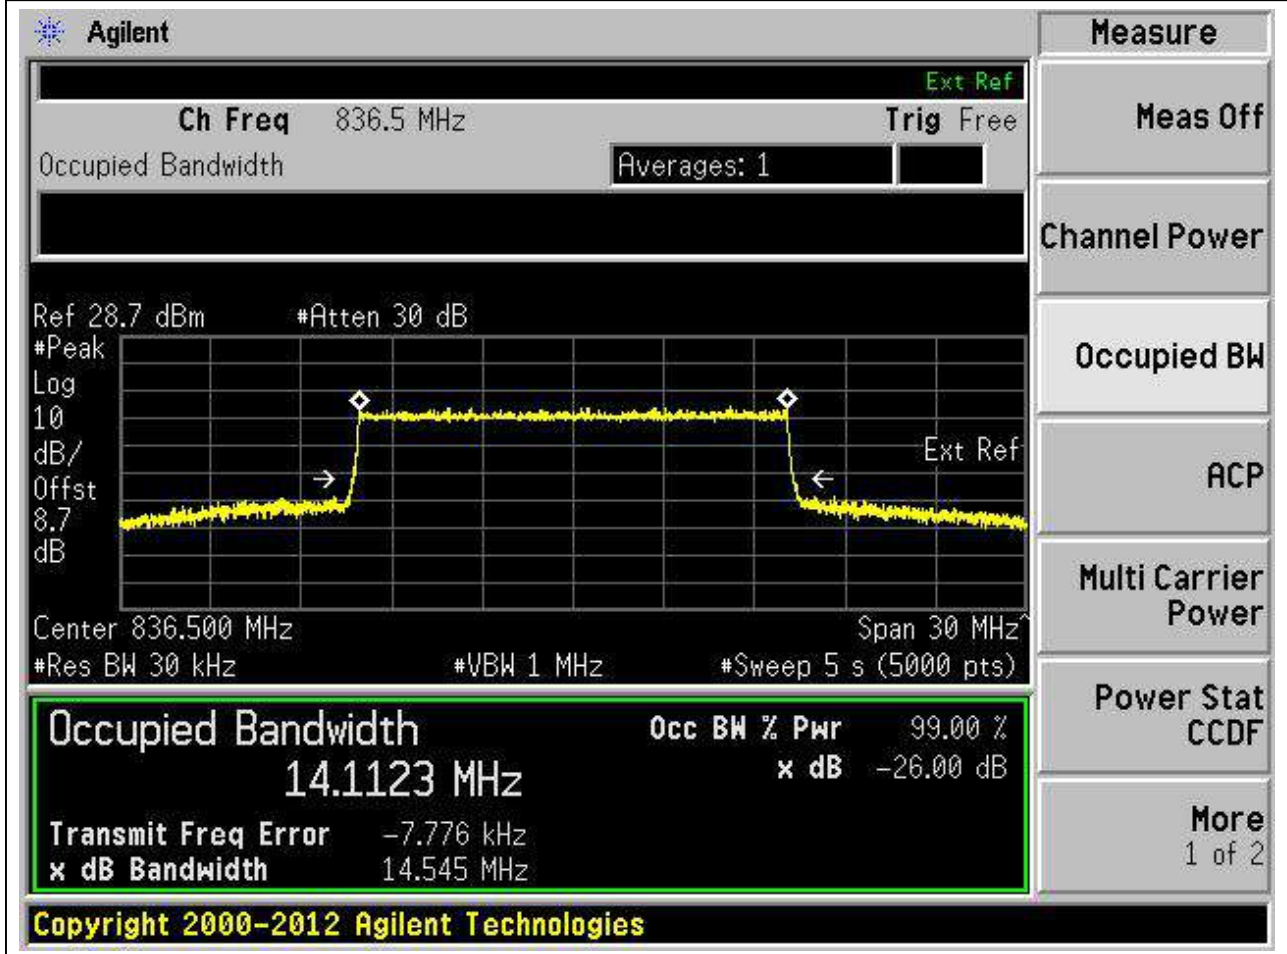 Agilent
Measure
Ext Ref
Ch Freq 836.5 MHz Trig Free
Meas Off
Occupied Bandwidth Averages: 1
Channel Power
Ref 28.7 dBm #Atten 30 dB
#Peak
Log
10
dB/
Offst
8.7
dB
Ext Ref
Occupied BW
ACP
Center 836.500 MHz Span 30 MHz^
#Res BW 30 kHz #VBW 1 MHz #Sweep 5 s (5000 pts)
Multi Carrier
Power
Occupied Bandwidth Occ BW % Pwr 99.00 %
14.1123 MHz x dB -26.00 dB
Transmit Freq Error -7.776 kHz
x dB Bandwidth 14.545 MHz
Power Stat
CCDF
More
1 of 2
Copyright 2000-2012 Agilent Technologies